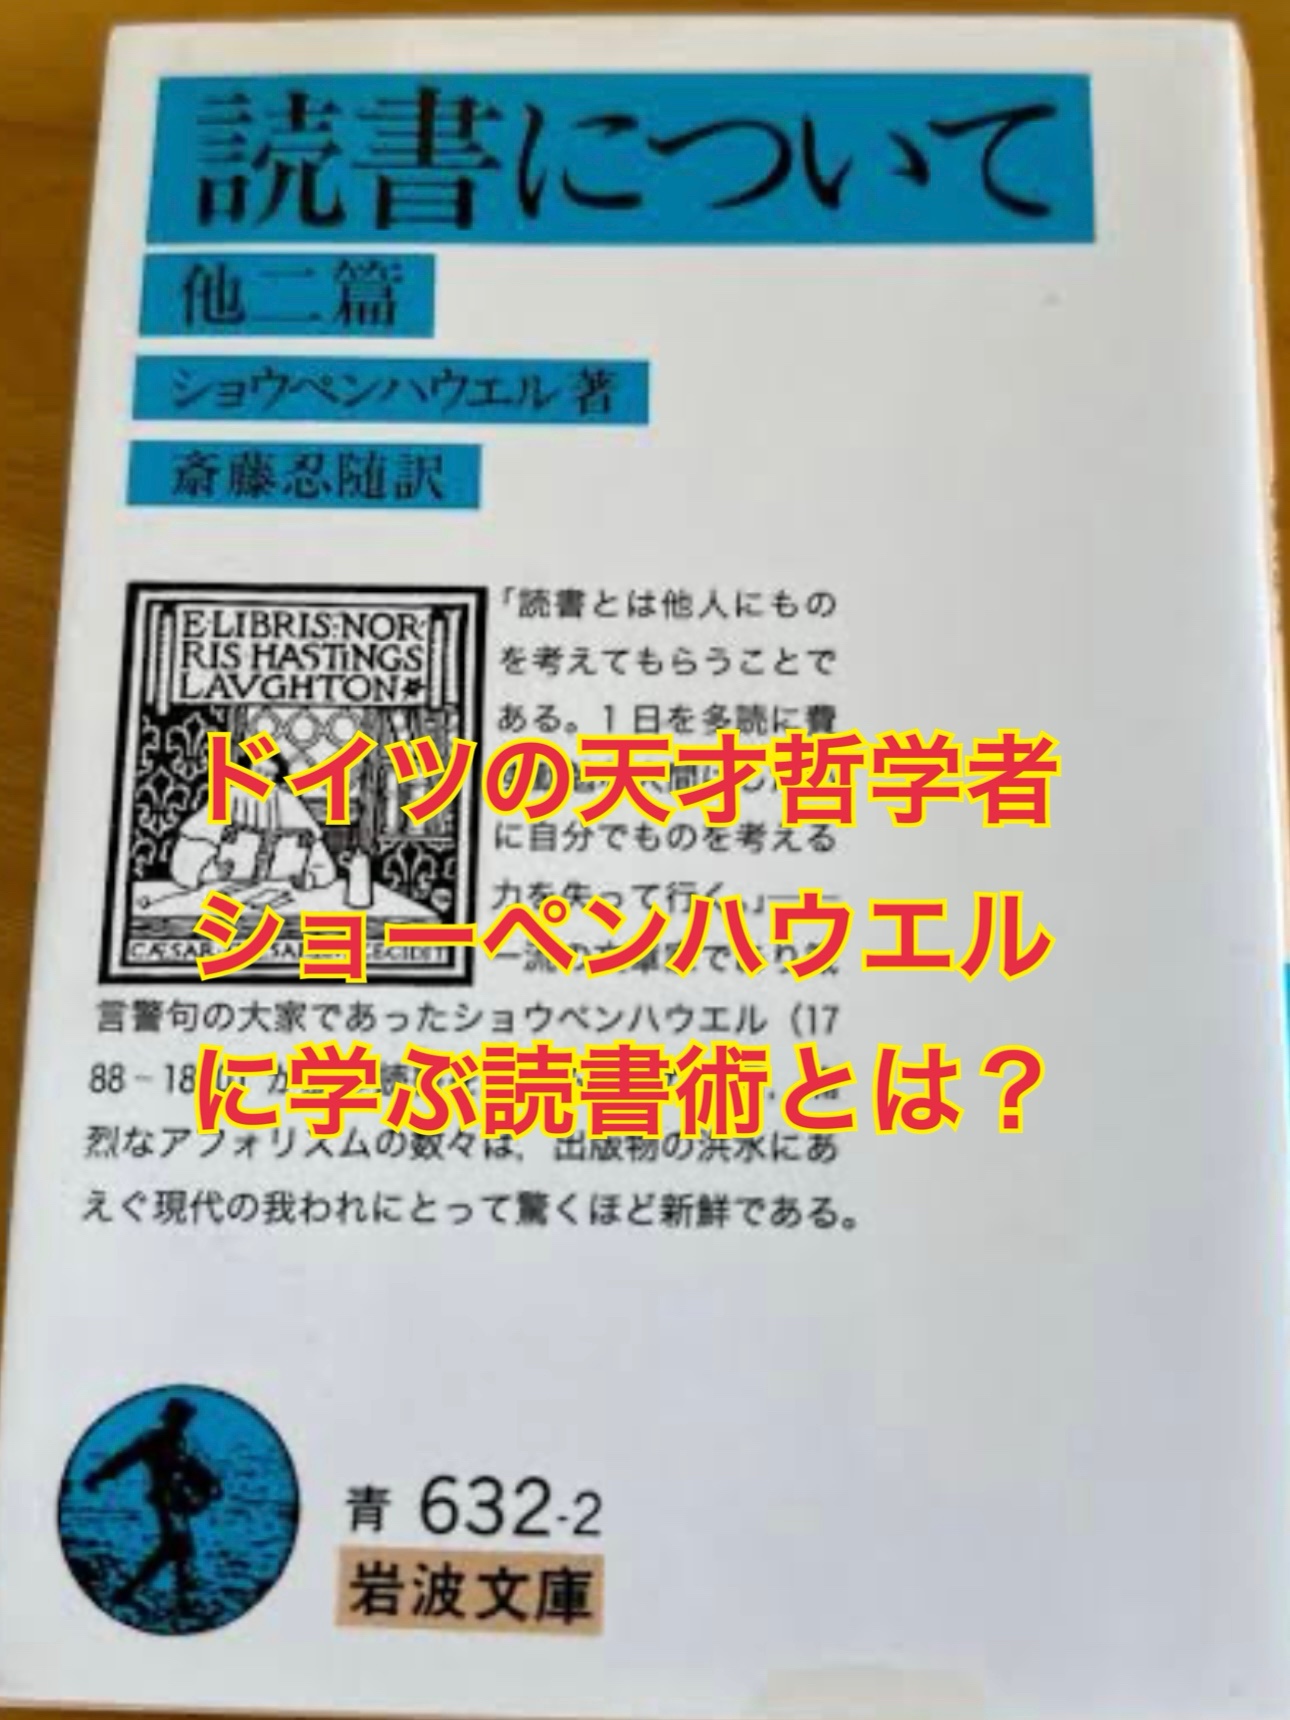 読書について
他二篇
ショウペンハウエル著
斎藤忍随訳
E·LIBRIS·NOR
RIS·HASTINGS
LAVGHTON
「読書とは他人にもの
を考えてもらうことで
ある。1日を多読に費
ドイツの天才哲学者
に自分でものを考える
力を失って行く。」――
ショーペンハウエル
言警句の大家であったショウペンハウエル（17
88－18
に学ぶ読書術とは？
烈なアフォリズムの数々は，出版物の洪水にあ
えぐ現代の我われにとって驚くほど新鮮である。
青 632-2
岩波文庫